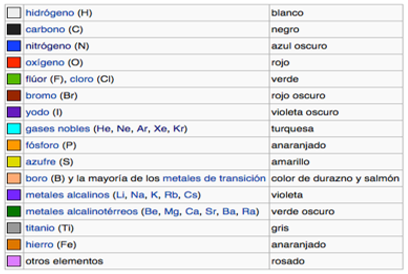 hidrógeno (H) blanco
carbono (C) negro
nitrógeno (N) azul oscuro
oxígeno (O) rojo
flúor (F), cloro (Cl) verde
bromo (Br) rojo oscuro
yodo (I) violeta oscuro
gases nobles (He, Ne, Ar, Xe, Kr) turquesa
fósforo (P) anaranjado
azufre (S) amarillo
boro (B) y la mayoría de los metales de transición color de durazno y salmón
metales alcalinos (Li, Na, K, Rb, Cs) violeta
metales alcalinotérreos (Be, Mg, Ca, Sr, Ba, Ra) verde oscuro
titanio (Ti) gris
hierro (Fe) anaranjado
otros elementos rosado